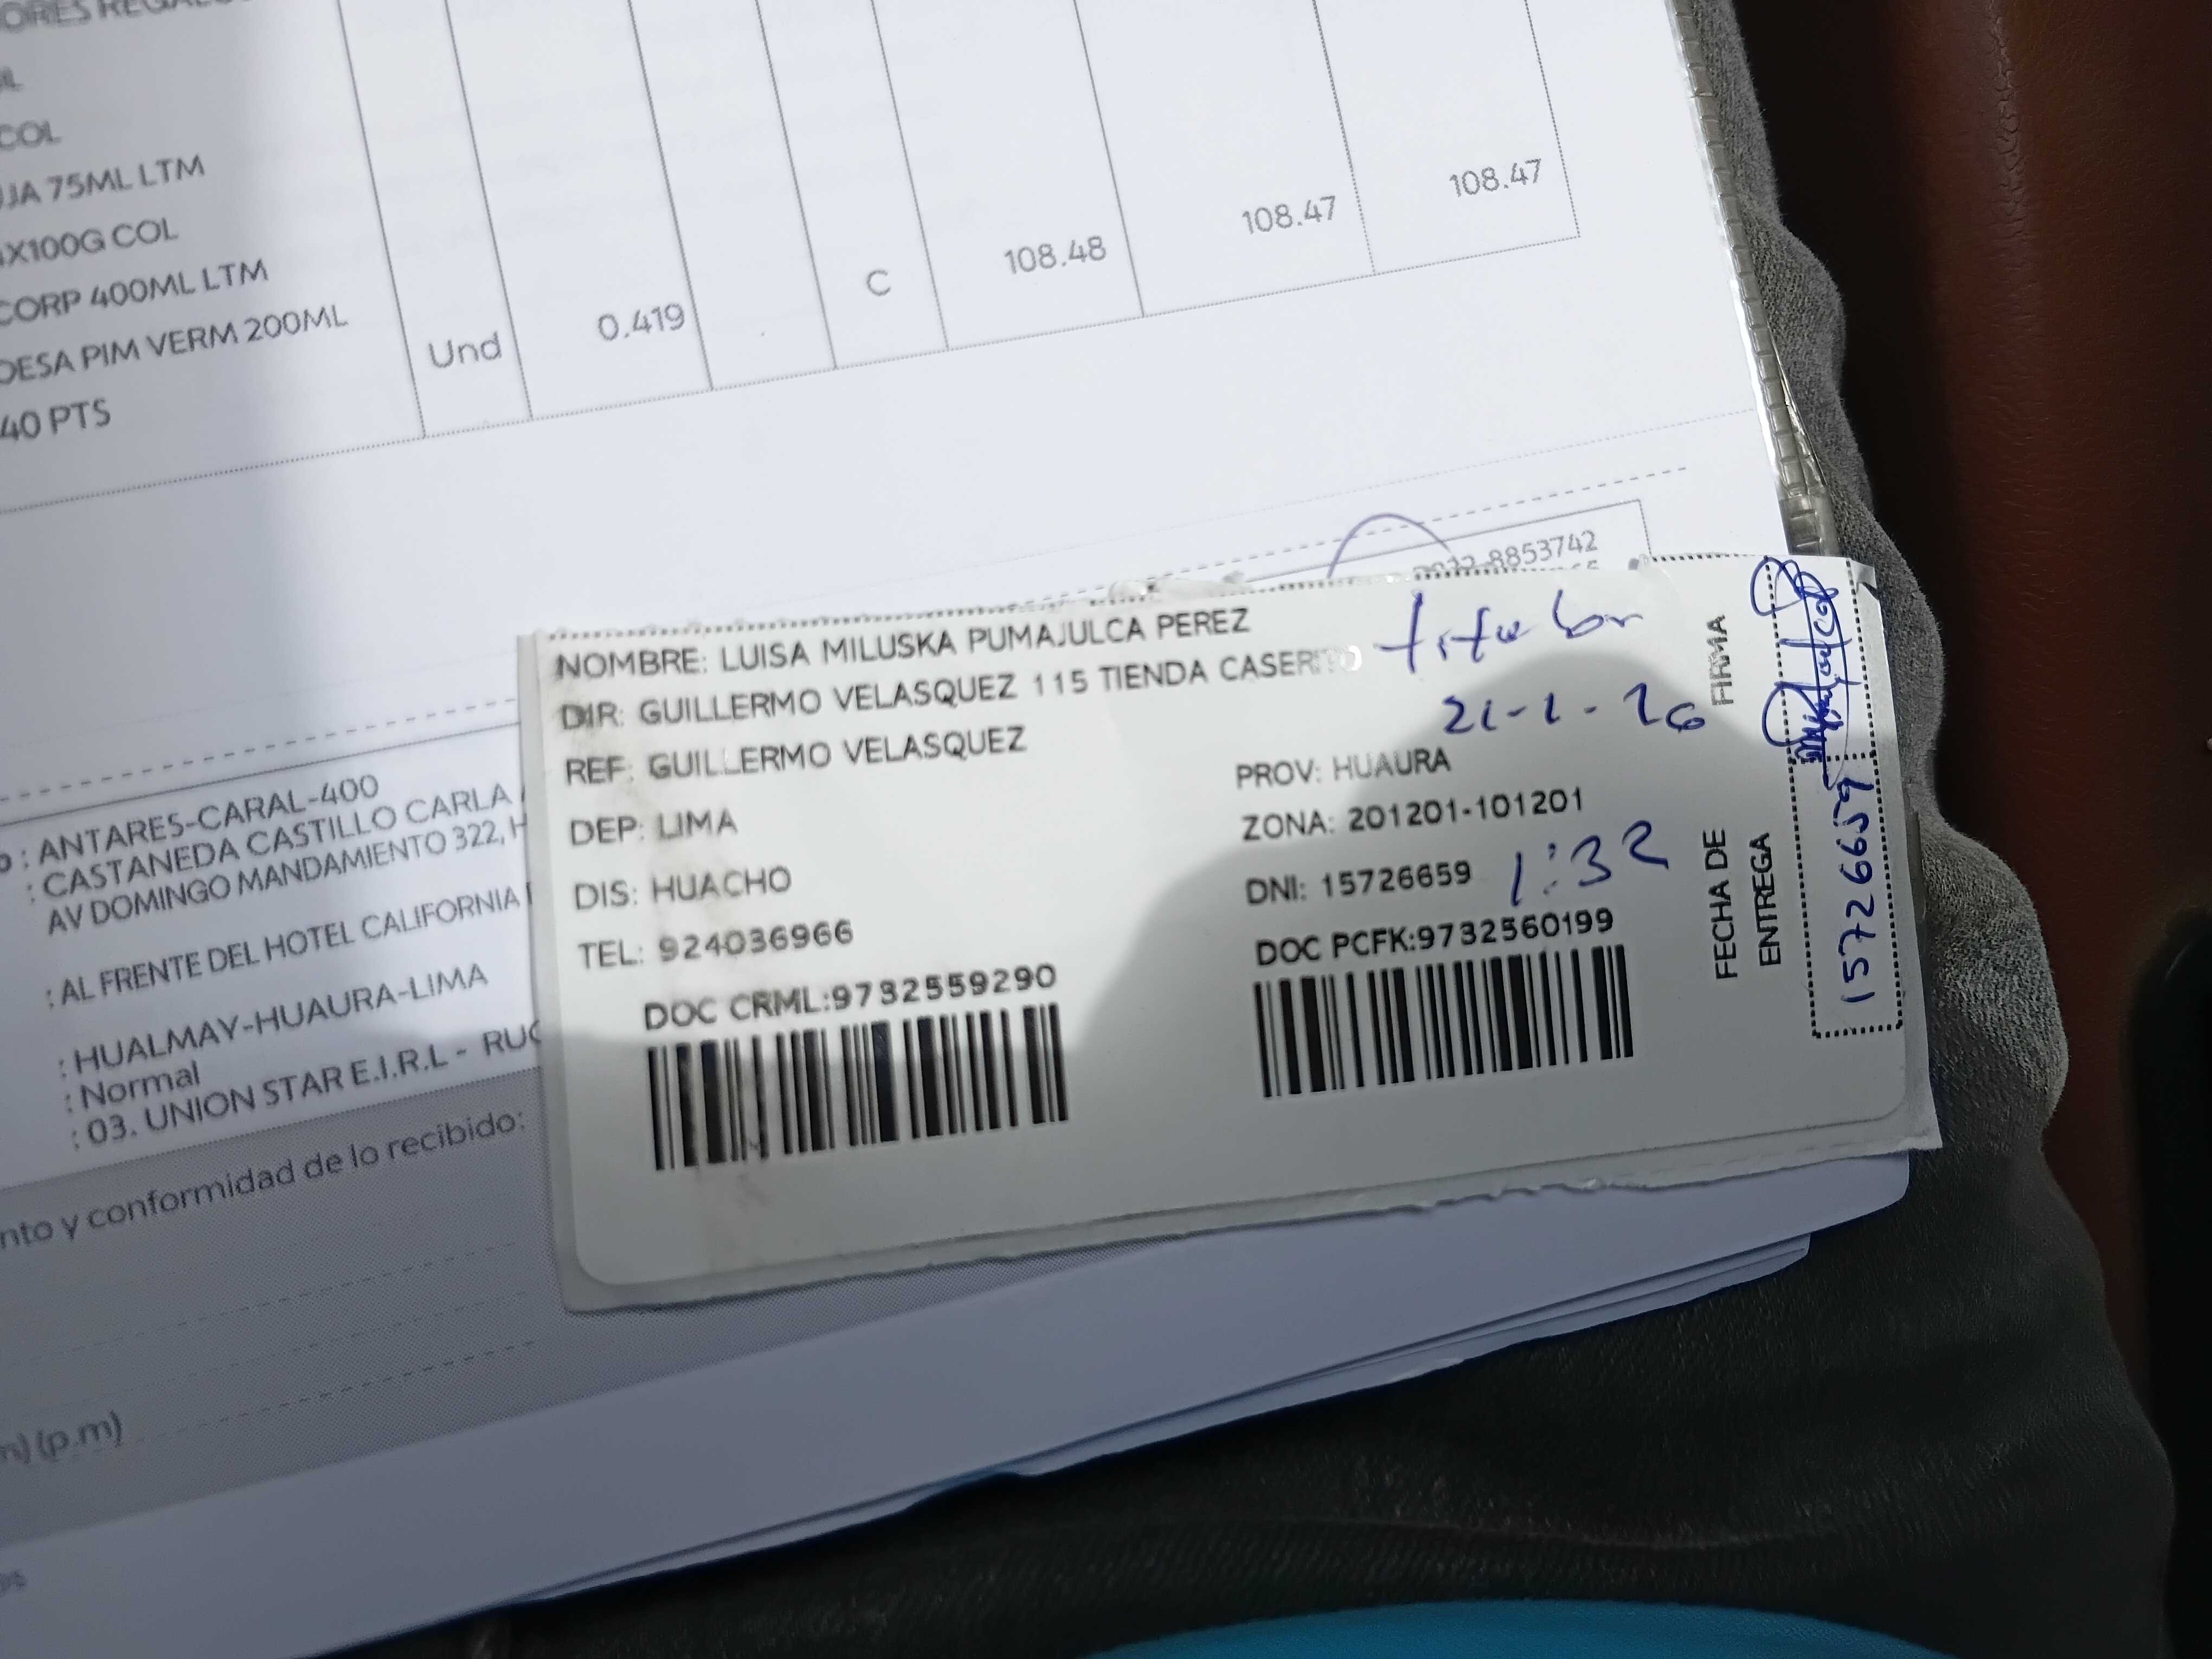 COL
75ML LTM
X100G COL
CORP 400ML LTM
DESA PIM VERM 200ML
40 PTS
Und 0.419 C 108.48 108.47 108.47
8853742
NOMBRE: LUISA MILUSKA PUMAJULCA PEREZ
DIR: GUILLERMO VELASQUEZ 115 TIENDA CASERITO
titular
REF: GUILLERMO VELASQUEZ
21-1-26
DEP: LIMA
PROV: HUAURA
ZONA: 201201-101201
DIS: HUACHO
DNI: 15726659
1:32
TEL: 924036966
DOC CRML:9732559290
DOC PCFK:9732560199
FIRMA
FECHA DE
ENTREGA
15726659
: ANTARES-CARAL-400
: CASTANEDA CASTILLO CARLA
AV DOMINGO MANDAMIENTO 322, H
: AL FRENTE DEL HOTEL CALIFORNIA
: HUALMAY-HUAURA-LIMA
: Normal
: 03. UNION STAR E.I.R.L - RUC
nto y conformidad de lo recibido:
(p.m)